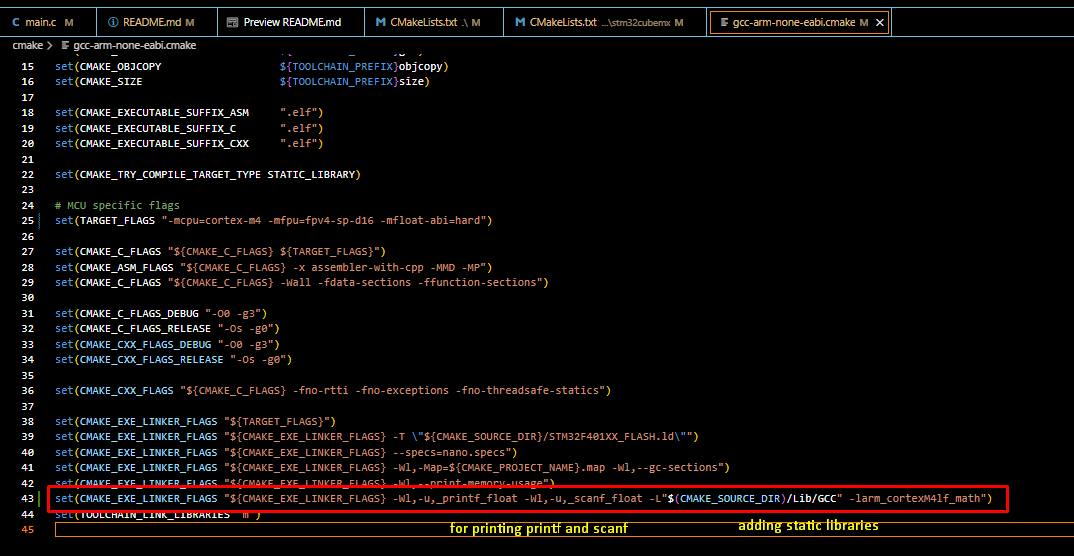 main.c M README.md M Preview README.md CMakeLists.txt .\ M CMakeLists.txt ...\stm32cubemx M gcc-arm-none-eabi.cmake M
cmake > gcc-arm-none-eabi.cmake
15 set(CMAKE_OBJCOPY ${TOOLCHAIN_PREFIX}objcopy)
16 set(CMAKE_SIZE ${TOOLCHAIN_PREFIX}size)
17
18 set(CMAKE_EXECUTABLE_SUFFIX_ASM ".elf")
19 set(CMAKE_EXECUTABLE_SUFFIX_C ".elf")
20 set(CMAKE_EXECUTABLE_SUFFIX_CXX ".elf")
21
22 set(CMAKE_TRY_COMPILE_TARGET_TYPE STATIC_LIBRARY)
23
24 # MCU specific flags
25 set(TARGET_FLAGS "-mcpu=cortex-m4 -mfpu=fpv4-sp-d16 -mfloat-abi=hard")
26
27 set(CMAKE_C_FLAGS "${CMAKE_C_FLAGS} ${TARGET_FLAGS}")
28 set(CMAKE_ASM_FLAGS "${CMAKE_C_FLAGS} -x assembler-with-cpp -MMD -MP")
29 set(CMAKE_C_FLAGS "${CMAKE_C_FLAGS} -Wall -fdata-sections -ffunction-sections")
30
31 set(CMAKE_C_FLAGS_DEBUG "-O0 -g3")
32 set(CMAKE_C_FLAGS_RELEASE "-Os -g0")
33 set(CMAKE_CXX_FLAGS_DEBUG "-O0 -g3")
34 set(CMAKE_CXX_FLAGS_RELEASE "-Os -g0")
35
36 set(CMAKE_CXX_FLAGS "${CMAKE_C_FLAGS} -fno-rtti -fno-exceptions -fno-threadsafe-statics")
37
38 set(CMAKE_EXE_LINKER_FLAGS "${TARGET_FLAGS}")
39 set(CMAKE_EXE_LINKER_FLAGS "${CMAKE_EXE_LINKER_FLAGS} -T \"${CMAKE_SOURCE_DIR}/STM32F401XX_FLASH.ld\"")
40 set(CMAKE_EXE_LINKER_FLAGS "${CMAKE_EXE_LINKER_FLAGS} --specs=nano.specs")
41 set(CMAKE_EXE_LINKER_FLAGS "${CMAKE_EXE_LINKER_FLAGS} -Wl,-Map=${CMAKE_PROJECT_NAME}.map -Wl,--gc-sections")
42 set(CMAKE_EXE_LINKER_FLAGS "${CMAKE_EXE_LINKER_FLAGS} -Wl,--print-memory-usage")
43 set(CMAKE_EXE_LINKER_FLAGS "${CMAKE_EXE_LINKER_FLAGS} -Wl,-u,_printf_float -Wl,-u,_scanf_float -L"$(CMAKE_SOURCE_DIR)/Lib/GCC" -larm_cortexM4lf_math")
44 set(TOOLCHAIN_LINK_LIBRARIES "m")
45
for printing printf and scanf adding static libraries